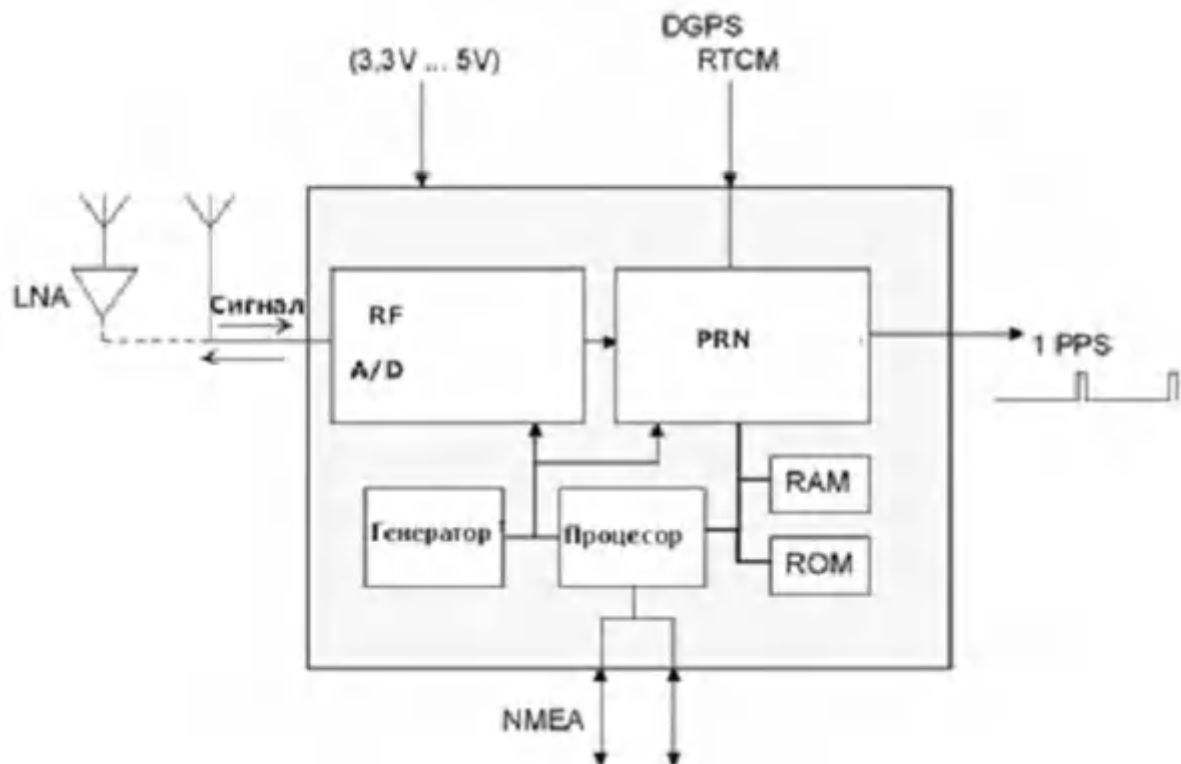 DGPS
(3,3V ... 5V)
RTCM
LNA
Сигнал
RF
A/D
PRN
1 PPS
Генератор
Процесор
RAM
ROM
NMEA